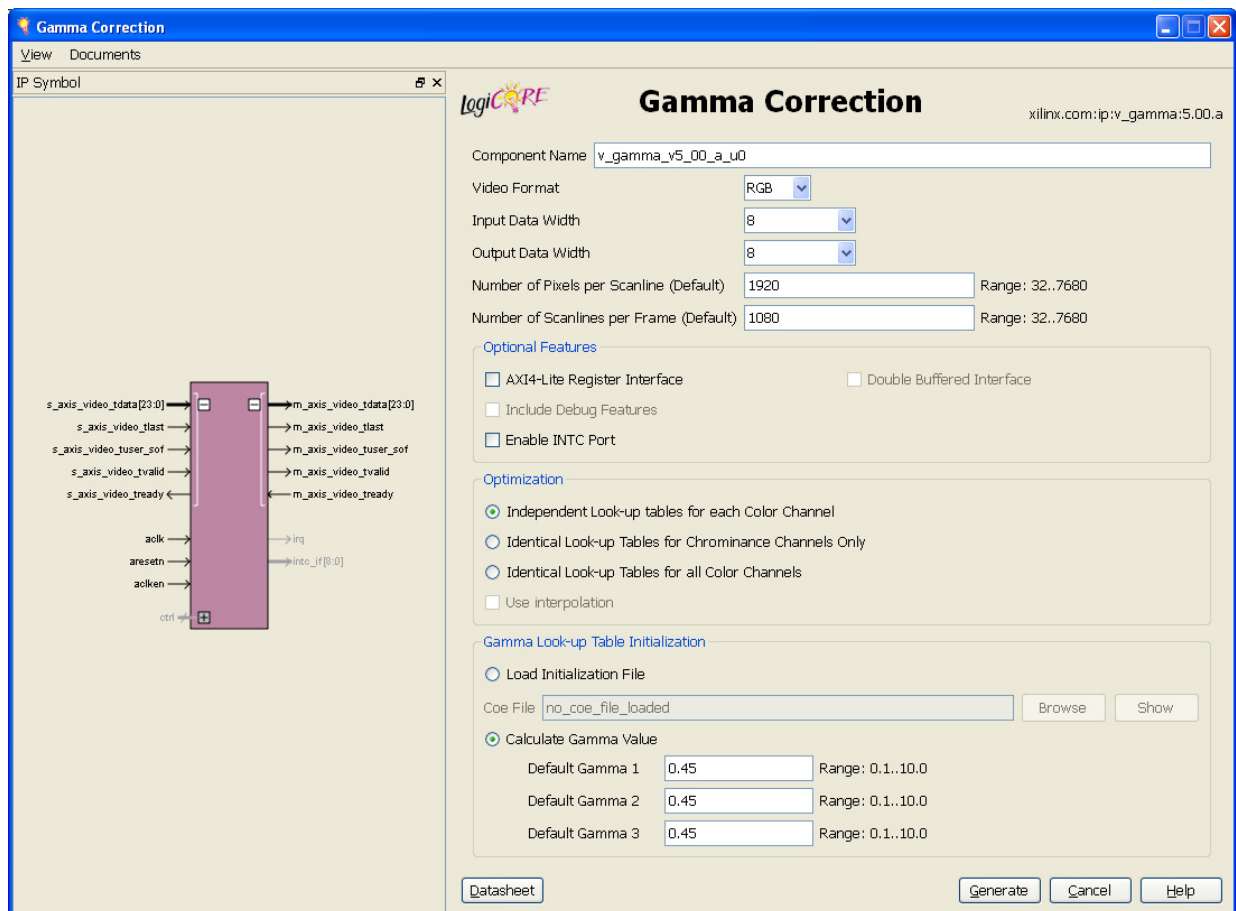 Gamma Correction
View Documents
IP Symbol
s_axis_video_tdata[23:0]
s_axis_video_tlast
s_axis_video_tuser_sof
s_axis_video_tvalid
s_axis_video_tready
aclk
aresetn
aclken
ctrl
m_axis_video_tdata[23:0]
m_axis_video_tlast
m_axis_video_tuser_sof
m_axis_video_tvalid
m_axis_video_tready
irq
intc_if[8:0]
LogiCORE
Gamma Correction
xilinx.com:ip:v_gamma:5.00.a
Component Name v_gamma_v5_00_a_u0
Video Format RGB
Input Data Width 8
Output Data Width 8
Number of Pixels per Scanline (Default) 1920 Range: 32..7680
Number of Scanlines per Frame (Default) 1080 Range: 32..7680
Optional Features
AXI4-Lite Register Interface Double Buffered Interface
Include Debug Features
Enable INTC Port
Optimization
Independent Look-up tables for each Color Channel
Identical Look-up Tables for Chrominance Channels Only
Identical Look-up Tables for all Color Channels
Use interpolation
Gamma Look-up Table Initialization
Load Initialization File
Coe File no_coe_file_loaded Browse Show
Calculate Gamma Value
Default Gamma 1 0.45 Range: 0.1..10.0
Default Gamma 2 0.45 Range: 0.1..10.0
Default Gamma 3 0.45 Range: 0.1..10.0
Datasheet Generate Cancel Help